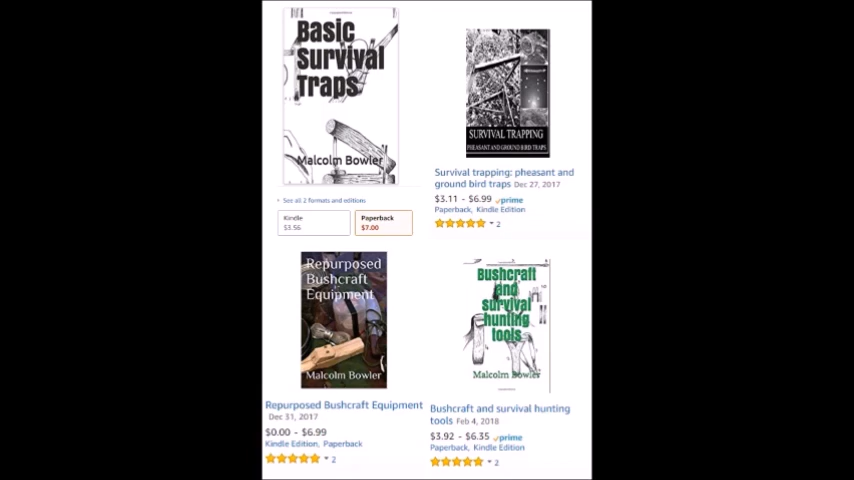 Basic
Survival
Traps
Malcolm Bowler
See all 2 formats and editions
Kindle
$3.56
Paperback
$7.00
SURVIVAL TRAPPING
PHEASANT AND GROUND BIRD TRAPS
Survival trapping: pheasant and
ground bird traps Dec 27, 2017
$3.11 - $6.99 prime
Paperback, Kindle Edition
2
Repurposed
Bushcraft
Equipment
Malcolm Bowler
Repurposed Bushcraft Equipment
Dec 31, 2017
$0.00 - $6.99
Kindle Edition, Paperback
2
Bushcraft
and
survival
hunting
tools
Malcolm Bowler
Bushcraft and survival hunting
tools Feb 4, 2018
$3.92 - $6.35 prime
Paperback, Kindle Edition
2